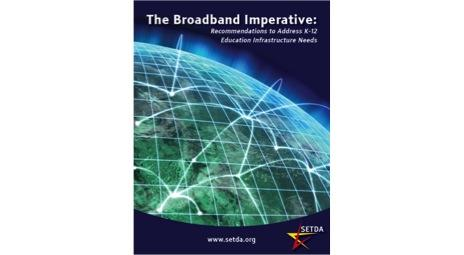 The Broadband Imperative:
Recommendations to Address K-12
Education Infrastructure Needs
SETDA
www.setda.org